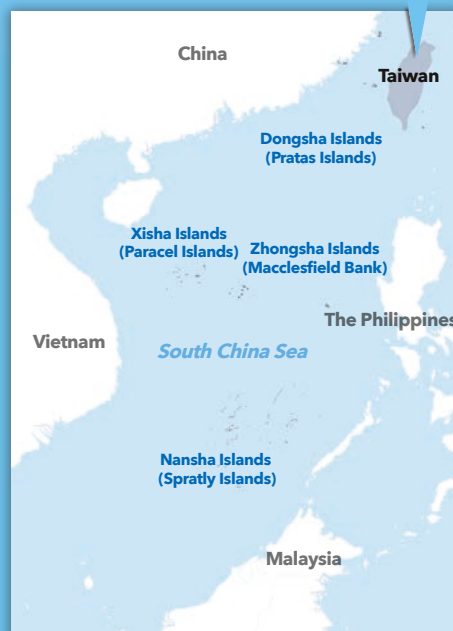 China
Taiwan
Dongsha Islands
(Pratas Islands)
Xisha Islands
(Paracel Islands)
Zhongsha Islands
(Macclesfield Bank)
The Philippines
Vietnam
South China Sea
Nansha Islands
(Spratly Islands)
Malaysia